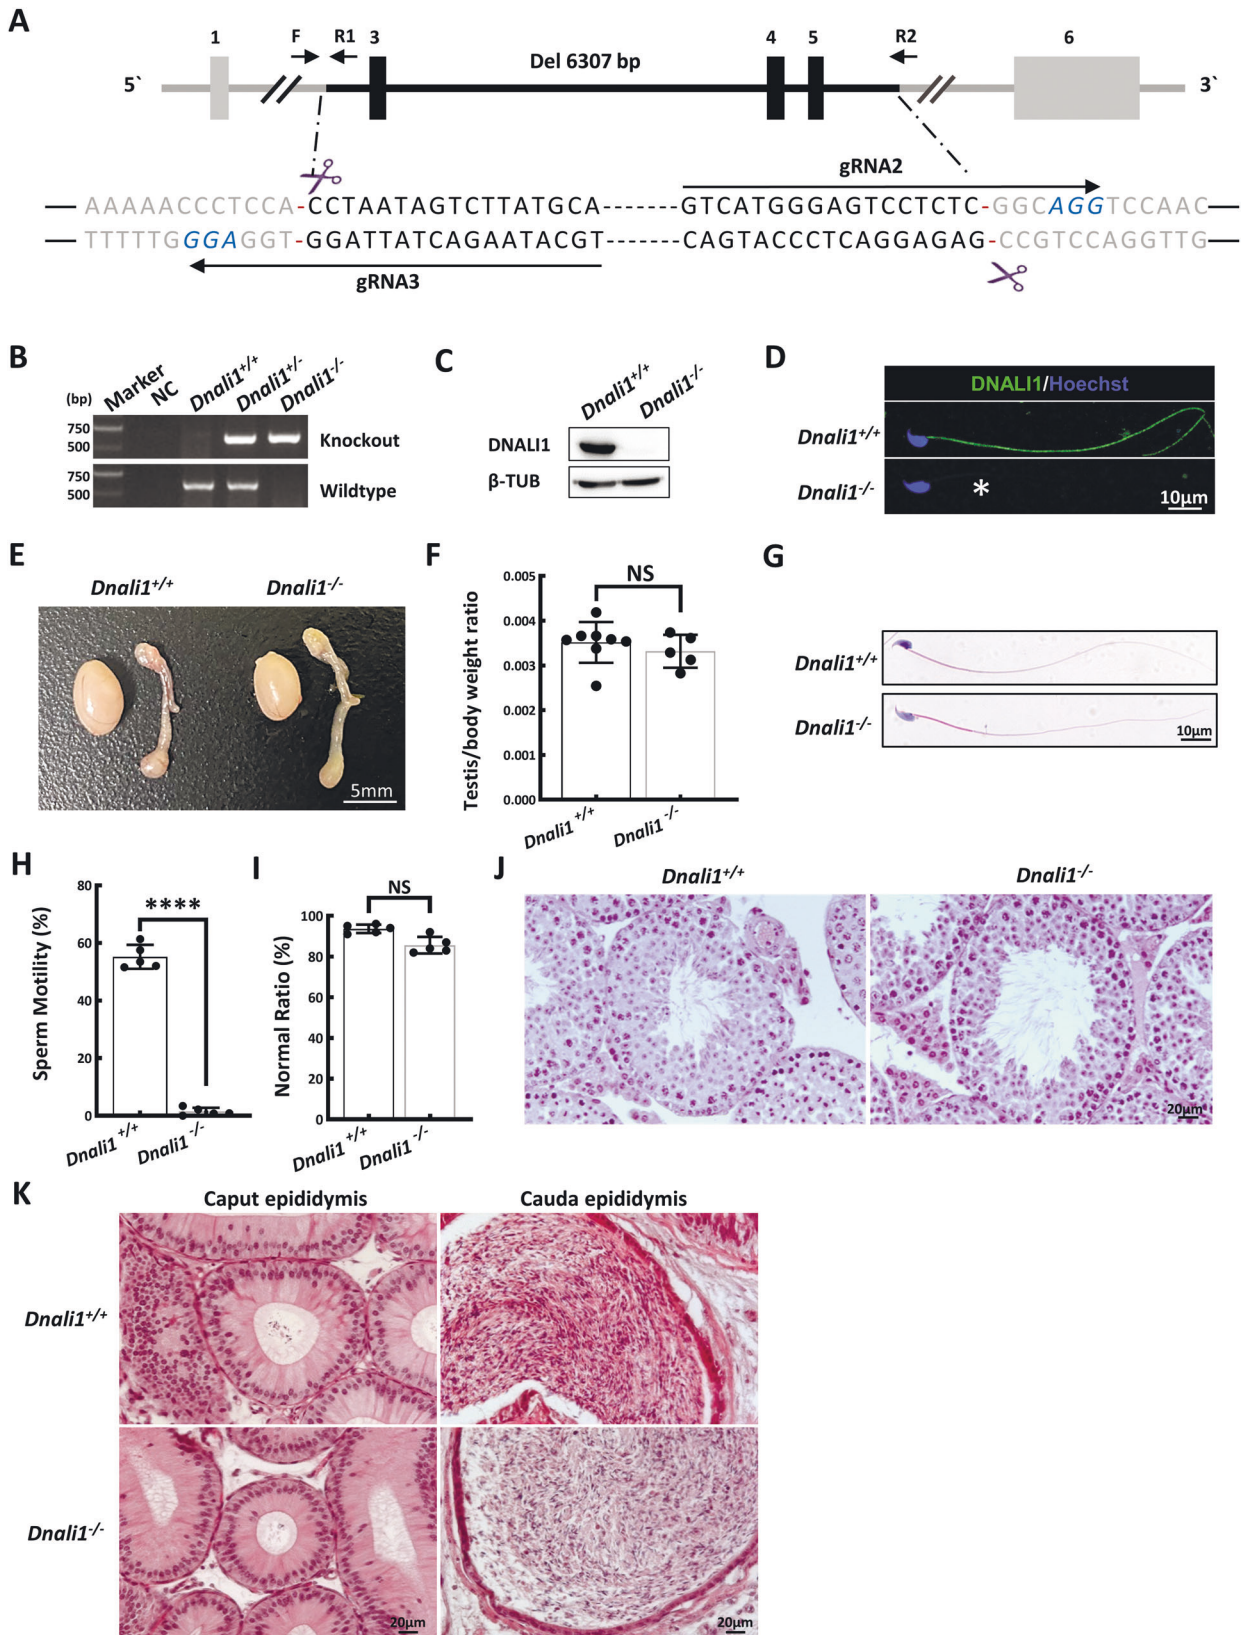 A
1 F R1 3 4 5 R2 6
Del 6307 bp
5` 3`
gRNA2
AAAAACCCTCCA-CCTAATAGTCTTATGCA------GTCATGGGAGTCCTCTC-GGCAGGTCCAAC
TTTTTGGGAGGT-GGATTATCAGAATACGT------CAGTACCCTCAGGAGAG-CCGTCCAGGTTG
gRNA3
B
(bp) Marker NC Dnali1+/+ Dnali1+/- Dnali1-/-
750
500
Knockout
750
500
Wildtype
C
Dnali1+/+ Dnali1-/-
DNALI1
β-TUB
D
DNALI1/Hoechst
Dnali1+/+
Dnali1-/-
*
10μm
E
Dnali1+/+ Dnali1-/-
5mm
F
NS
Testis/body weight ratio
0.005
0.004
0.003
0.002
0.001
0.000
Dnali1+/+ Dnali1-/-
G
Dnali1+/+
Dnali1-/-
10μm
H
****
Sperm Motility (%)
80
60
40
20
0
Dnali1+/+ Dnali1-/-
I
NS
Normal Ratio (%)
100
80
60
40
20
0
Dnali1+/+ Dnali1-/-
J
Dnali1+/+ Dnali1-/-
20μm
K
Caput epididymis Cauda epididymis
Dnali1+/+
Dnali1-/-
20μm 20μm